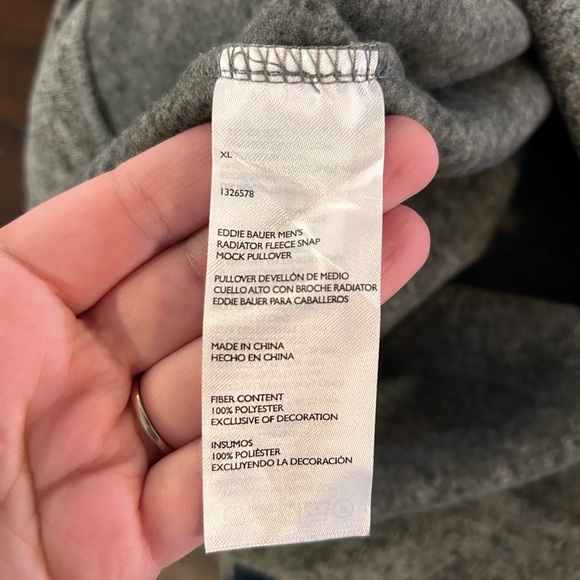 XL
1326578
EDDIE BAUER MEN'S
RADIATOR FLEECE SNAP
MOCK PULLOVER
PULLOVER DE VELLÓN DE MEDIO
CUELLO ALTO CON BROCHE RADIATOR
EDDIE BAUER PARA CABALLEROS
MADE IN CHINA
HECHO EN CHINA
FIBER CONTENT
100% POLYESTER
EXCLUSIVE OF DECORATION
INSUMOS
100% POLIÉSTER
EXCLUYENDO LA DECORACIÓN